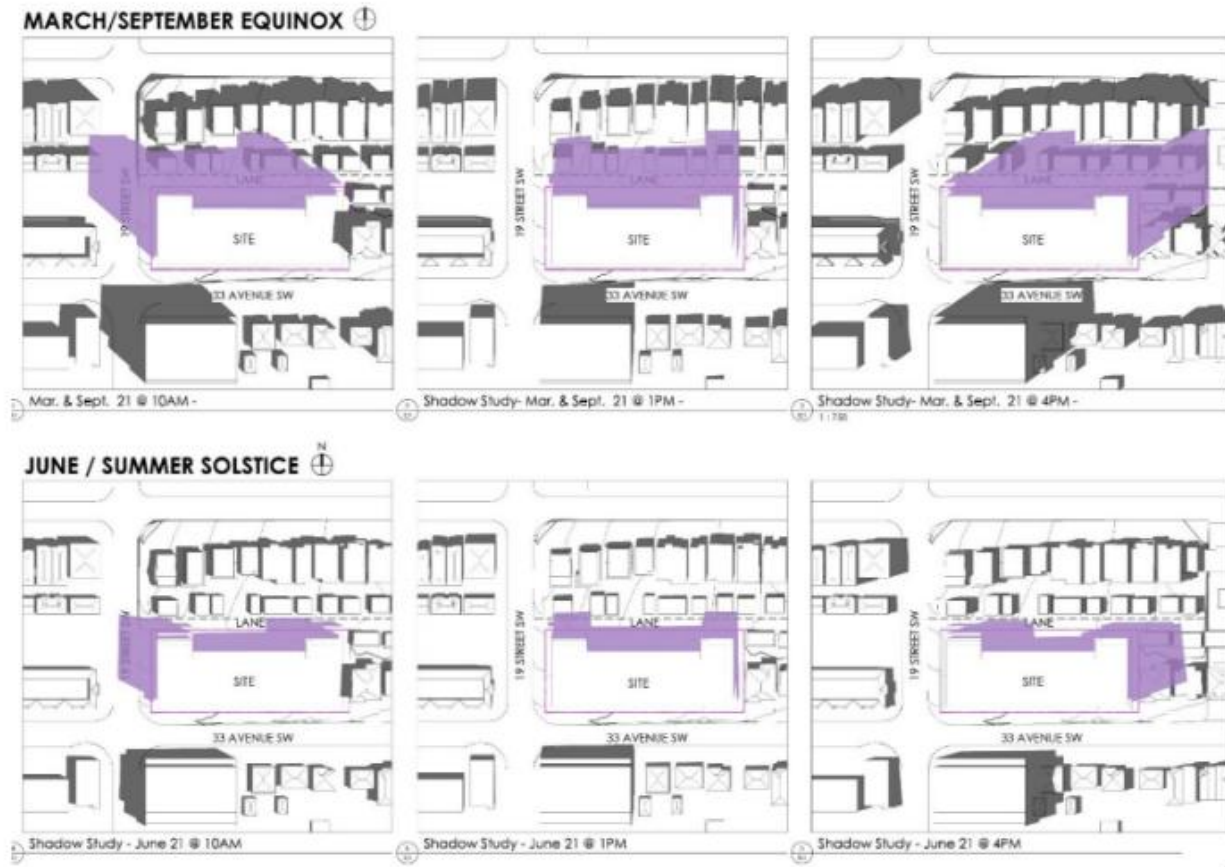 MARCH/SEPTEMBER EQUINOX
19 STREET SW
LANE
SITE
33 AVENUE SW
Mar. & Sept. 21 @ 10AM -
19 STREET SW
LANE
SITE
33 AVENUE SW
Shadow Study- Mar. & Sept. 21 @ 1PM -
19 STREET SW
LANE
SITE
33 AVENUE SW
Shadow Study- Mar. & Sept. 21 @ 4PM -
JUNE / SUMMER SOLSTICE
N
19 STREET SW
LANE
SITE
33 AVENUE SW
Shadow Study - June 21 @ 10AM
19 STREET SW
LANE
SITE
33 AVENUE SW
Shadow Study - June 21 @ 1PM
19 STREET SW
LANE
SITE
33 AVENUE SW
Shadow Study - June 21 @ 4PM